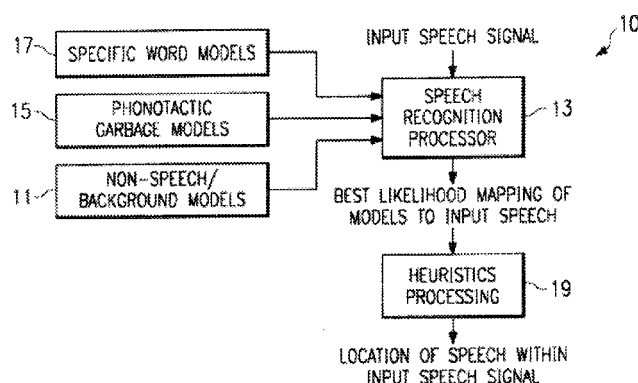 17
SPECIFIC WORD MODELS
15
PHONOTACTIC
GARBAGE MODELS
11
NON-SPEECH/
BACKGROUND MODELS
INPUT SPEECH SIGNAL
10
SPEECH
RECOGNITION
PROCESSOR
13
BEST LIKELIHOOD MAPPING OF
MODELS TO INPUT SPEECH
HEURISTICS
PROCESSING
19
LOCATION OF SPEECH WITHIN
INPUT SPEECH SIGNAL